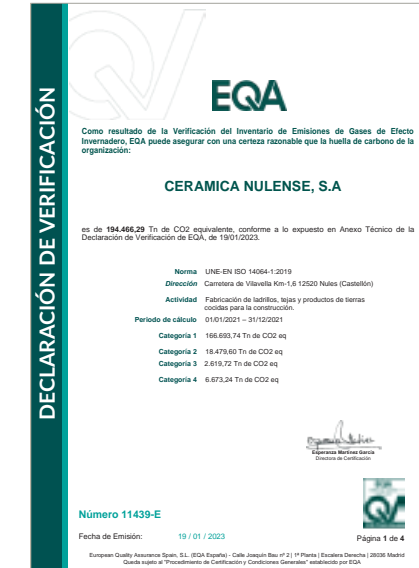 DECLARACIÓN DE VERIFICACIÓN
EQA
Como resultado de la Verificación del Inventario de Emisiones de Gases de Efecto
Invernadero, EQA puede asegurar con una certeza razonable que la huella de carbono de la
organización:
CERAMICA NULENSE, S.A
es de 194.466,29 Tn de CO2 equivalente, conforme a lo expuesto en Anexo Técnico de la
Declaración de Verificación de EQA, de 19/01/2023.
Norma UNE-EN ISO 14064-1:2019
Dirección Carretera de Vilavella Km-1,6 12520 Nules (Castellón)
Actividad Fabricación de ladrillos, tejas y productos de tierras
cocidas para la construcción.
Periodo de cálculo 01/01/2021 – 31/12/2021
Categoría 1 166.693,74 Tn de CO2 eq
Categoría 2 18.479,60 Tn de CO2 eq
Categoría 3 2.619,72 Tn de CO2 eq
Categoría 4 6.673,24 Tn de CO2 eq
Esperanza Martínez García
Directora de Certificación
Número 11439-E
Fecha de Emisión: 19 / 01 / 2023
Página 1 de 4
European Quality Assurance Spain, S.L. (EQA España) - Calle Joaquín Bau nº 2 | 1ª Planta | Escalera Derecha | 28036 Madrid
Queda sujeto al "Procedimiento de Certificación y Condiciones Generales" establecido por EQA